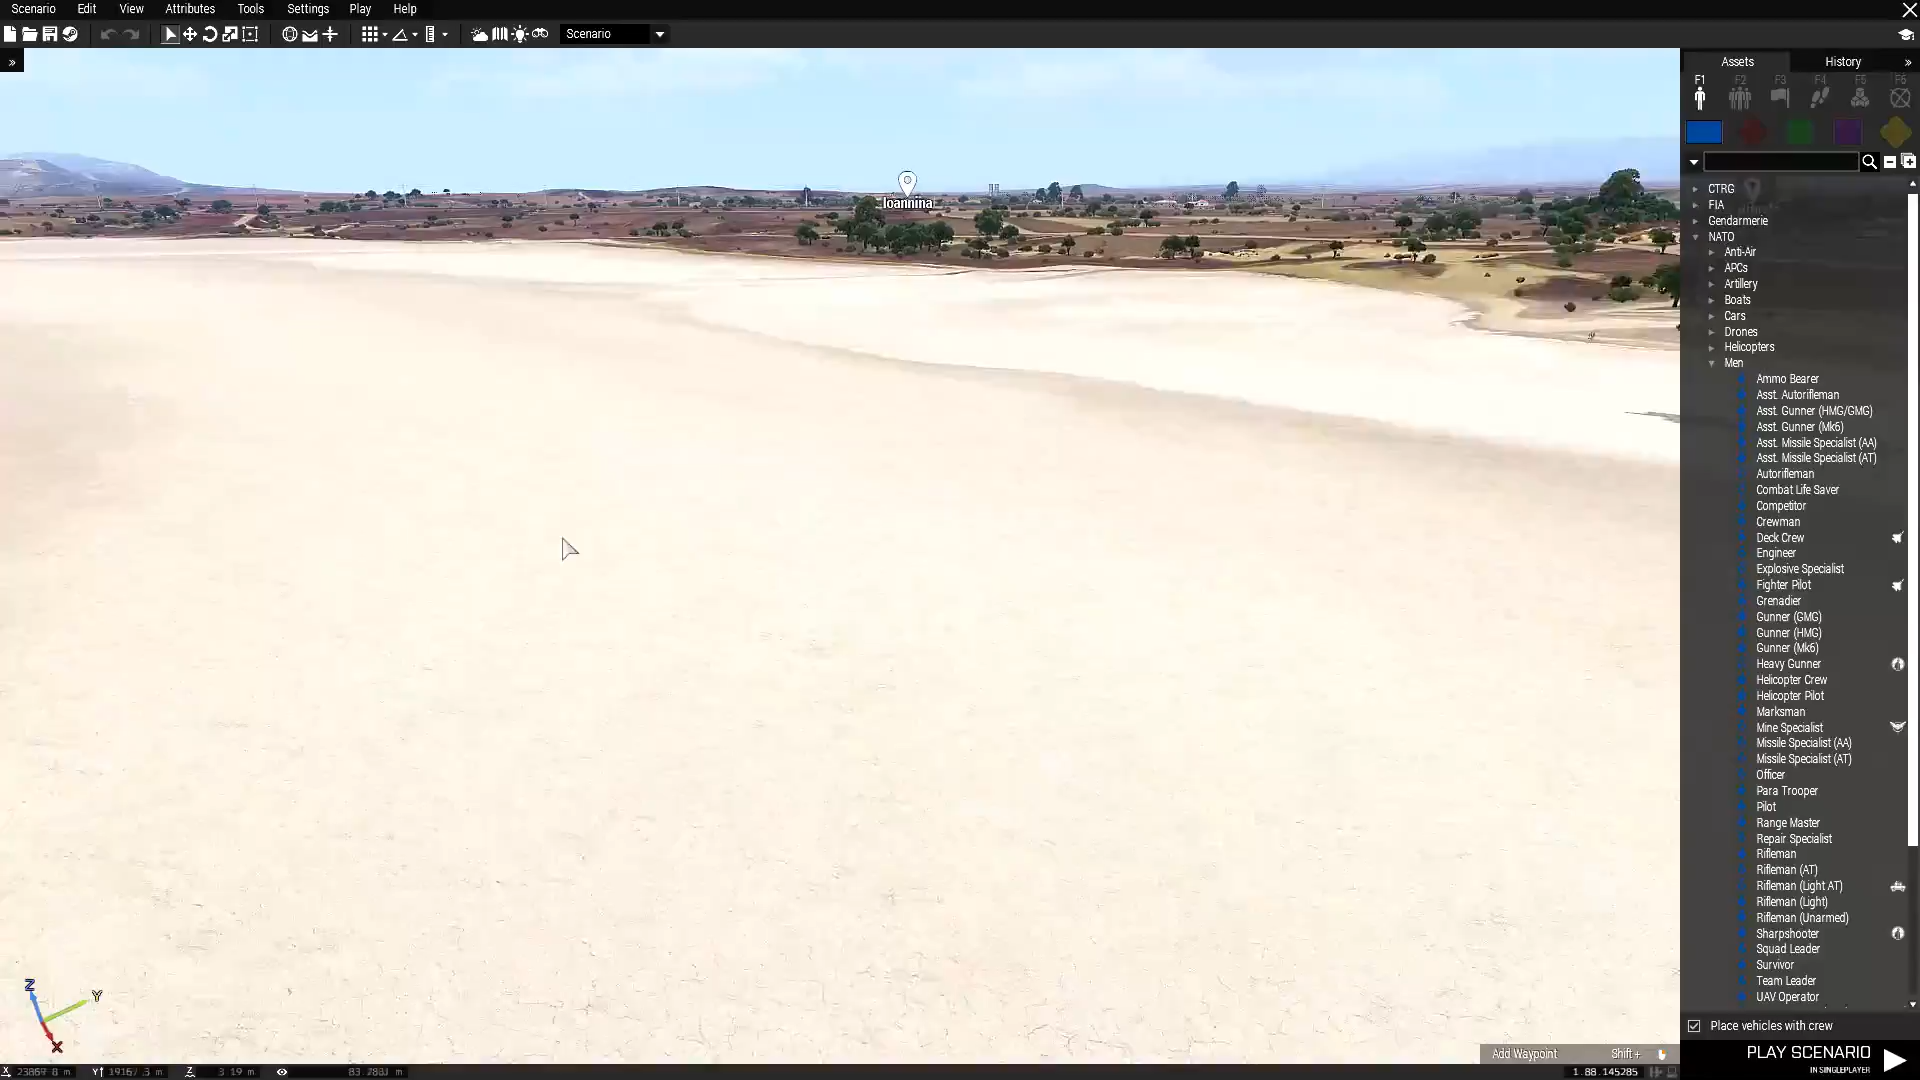 Scenario Edit View Attributes Tools Settings Play Help
Scenario
Assets History
F1 F2 F3 F4 F5 F6
Ioannina
CTRG
FIA
Gendarmerie
NATO
Anti-Air
APCs
Artillery
Boats
Cars
Drones
Helicopters
Men
Ammo Bearer
Asst. Autorifleman
Asst. Gunner (HMG/GMG)
Asst. Gunner (Mk6)
Asst. Missile Specialist (AA)
Asst. Missile Specialist (AT)
Autorifleman
Combat Life Saver
Competitor
Crewman
Deck Crew
Engineer
Explosive Specialist
Fighter Pilot
Grenadier
Gunner (GMG)
Gunner (HMG)
Gunner (Mk6)
Heavy Gunner
Helicopter Crew
Helicopter Pilot
Marksman
Mine Specialist
Missile Specialist (AA)
Missile Specialist (AT)
Officer
Para Trooper
Pilot
Range Master
Repair Specialist
Rifleman
Rifleman (AT)
Rifleman (Light AT)
Rifleman (Light)
Rifleman (Unarmed)
Sharpshooter
Squad Leader
Survivor
Team Leader
UAV Operator
Z
Y
X
Place vehicles with crew
Add Waypoint Shift+
PLAY SCENARIO
IN SINGLEPLAYER
X Y Z 3.19 m 1.88.145285